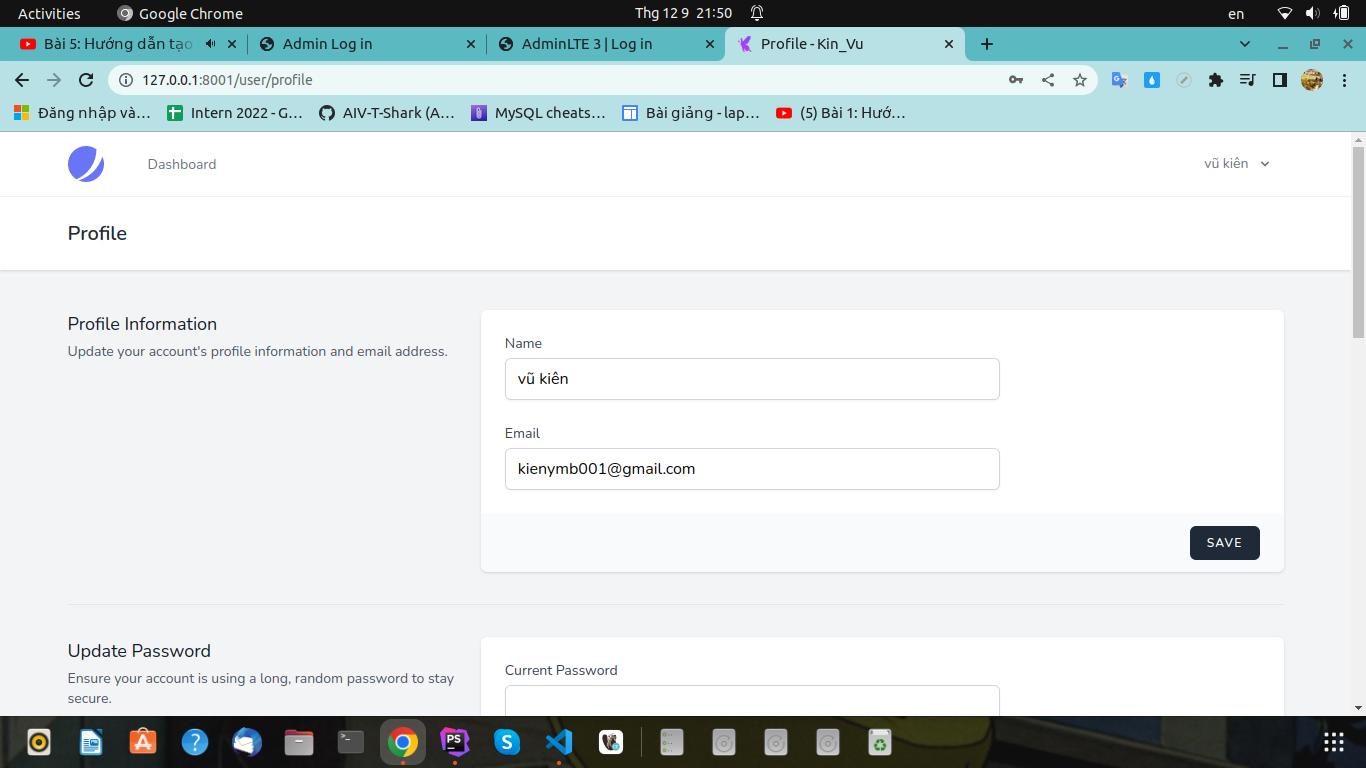 Activities Google Chrome Thg 12 9 21:50 en
Bài 5: Hướng dẫn tạo Admin Log in AdminLTE 3 | Log in Profile - Kin_Vu
127.0.0.1:8001/user/profile
Đăng nhập và… Intern 2022 - G… AIV-T-Shark (A… MySQL cheats… Bài giảng - lap… (5) Bài 1: Hướ…
Dashboard vũ kiên
Profile
Profile Information
Update your account's profile information and email address.
Name
vũ kiên
Email
kienymb001@gmail.com
SAVE
Update Password
Ensure your account is using a long, random password to stay
secure.
Current Password